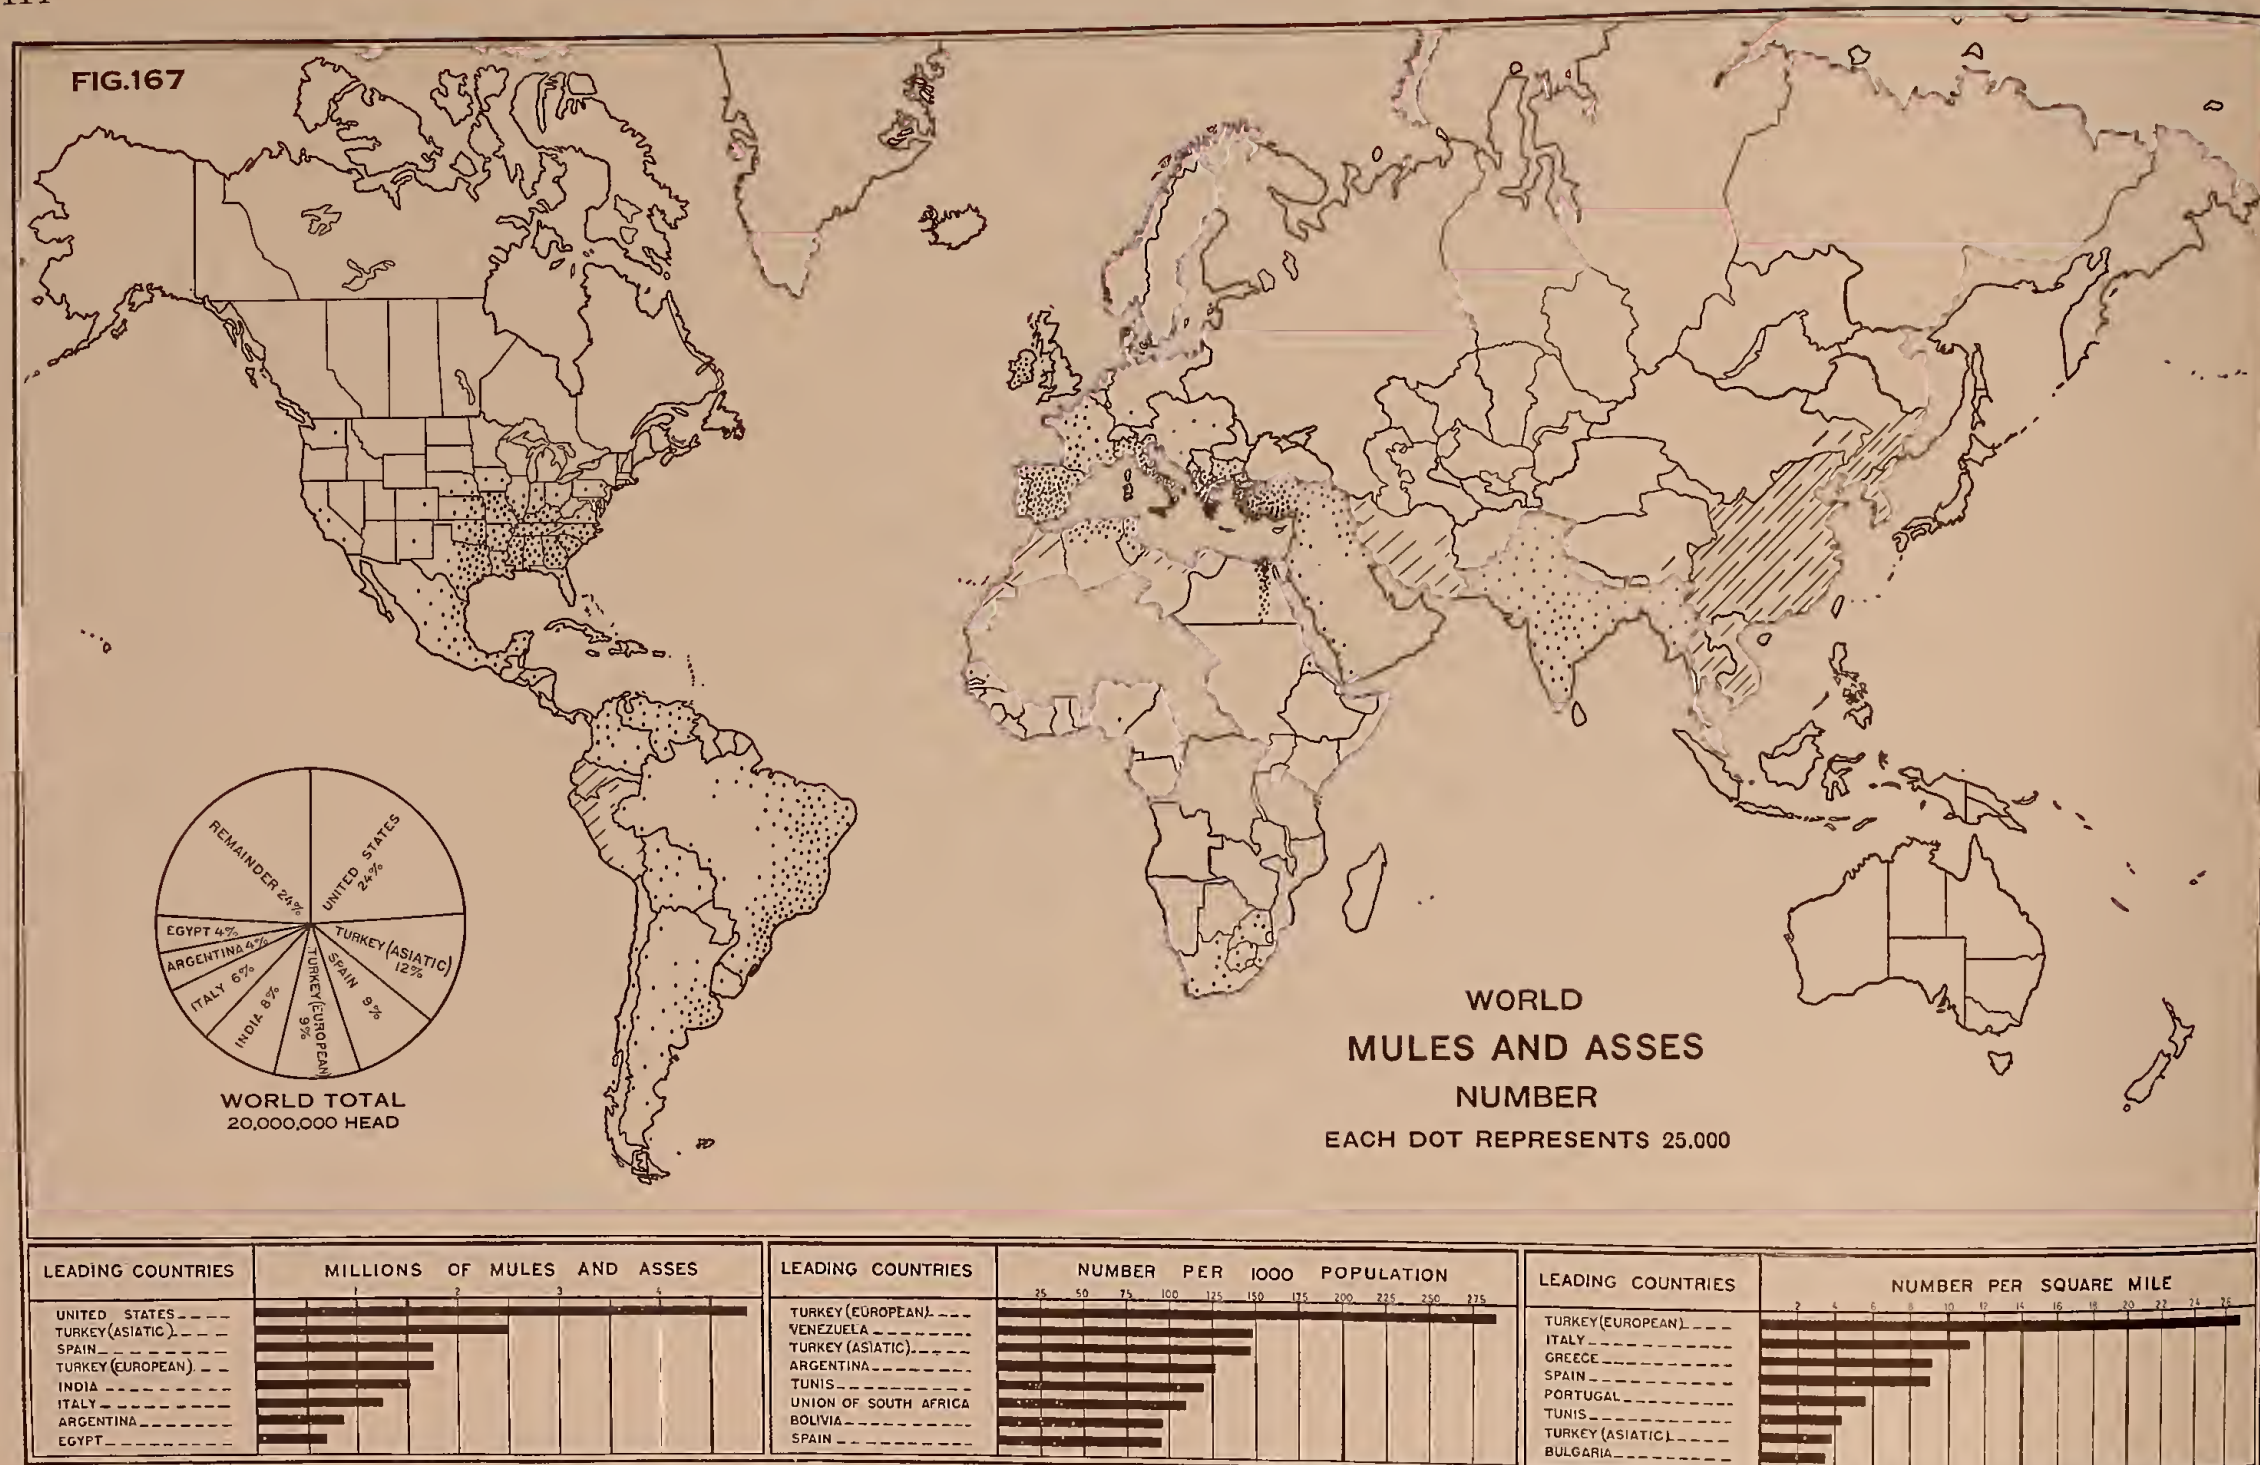 FIG.167
REMAINDER 24%
UNITED STATES
24%
EGYPT 4%
TURKEY (ASIATIC)
12%
ARGENTINA 4%
ITALY 6%
INDIA 8%
TURKEY (EUROPEAN)
9%
SPAIN 9%
WORLD TOTAL
20,000,000 HEAD
WORLD
MULES AND ASSES
NUMBER
EACH DOT REPRESENTS 25.000
LEADING COUNTRIES
MILLIONS OF MULES AND ASSES
1 2 3 4
UNITED STATES
TURKEY (ASIATIC)
SPAIN
TURKEY (EUROPEAN)
INDIA
ITALY
ARGENTINA
EGYPT
LEADING COUNTRIES
NUMBER PER 1000 POPULATION
25 50 75 100 125 150 175 200 225 250 275
TURKEY (EUROPEAN)
VENEZUELA
TURKEY (ASIATIC)
ARGENTINA
TUNIS
UNION OF SOUTH AFRICA
BOLIVIA
SPAIN
LEADING COUNTRIES
NUMBER PER SQUARE MILE
2 4 6 8 10 12 14 16 18 20 22 24 26
TURKEY (EUROPEAN)
ITALY
GREECE
SPAIN
PORTUGAL
TUNIS
TURKEY (ASIATIC)
BULGARIA